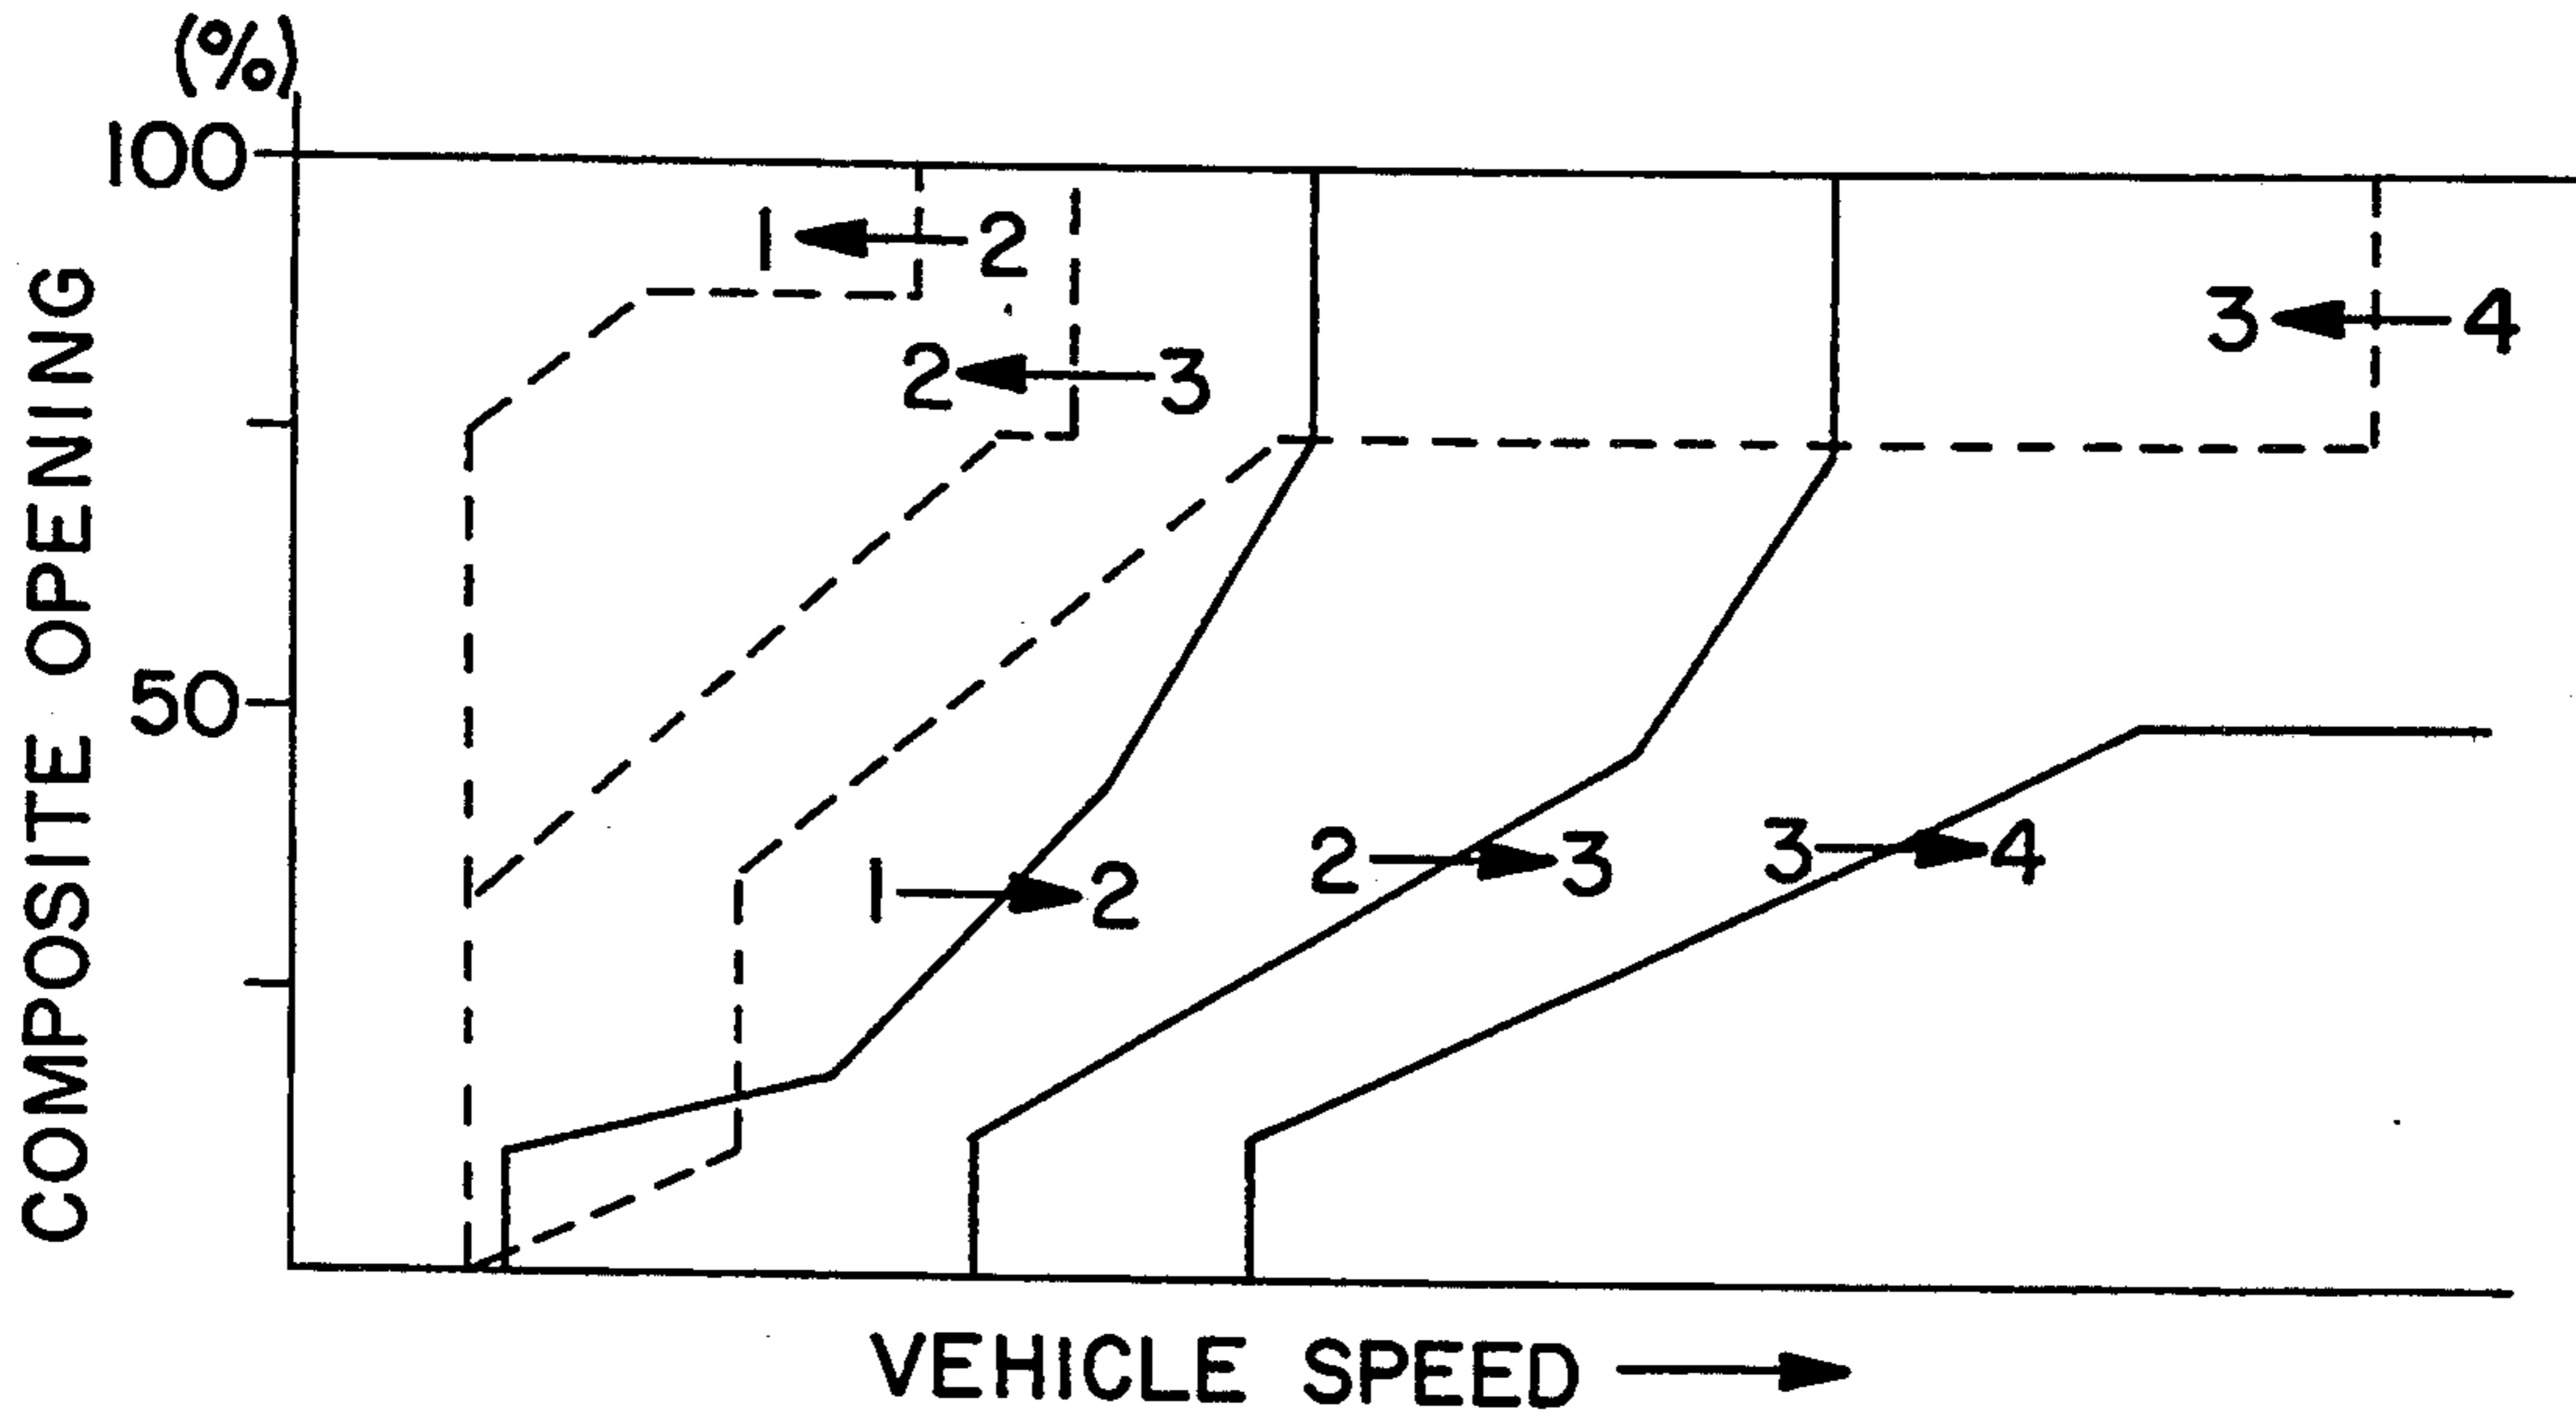 (%)
100
1 ← 2
2 ← 3
3 ← 4
50
1 → 2
2 → 3
3 → 4
COMPOSITE OPENING
VEHICLE SPEED →